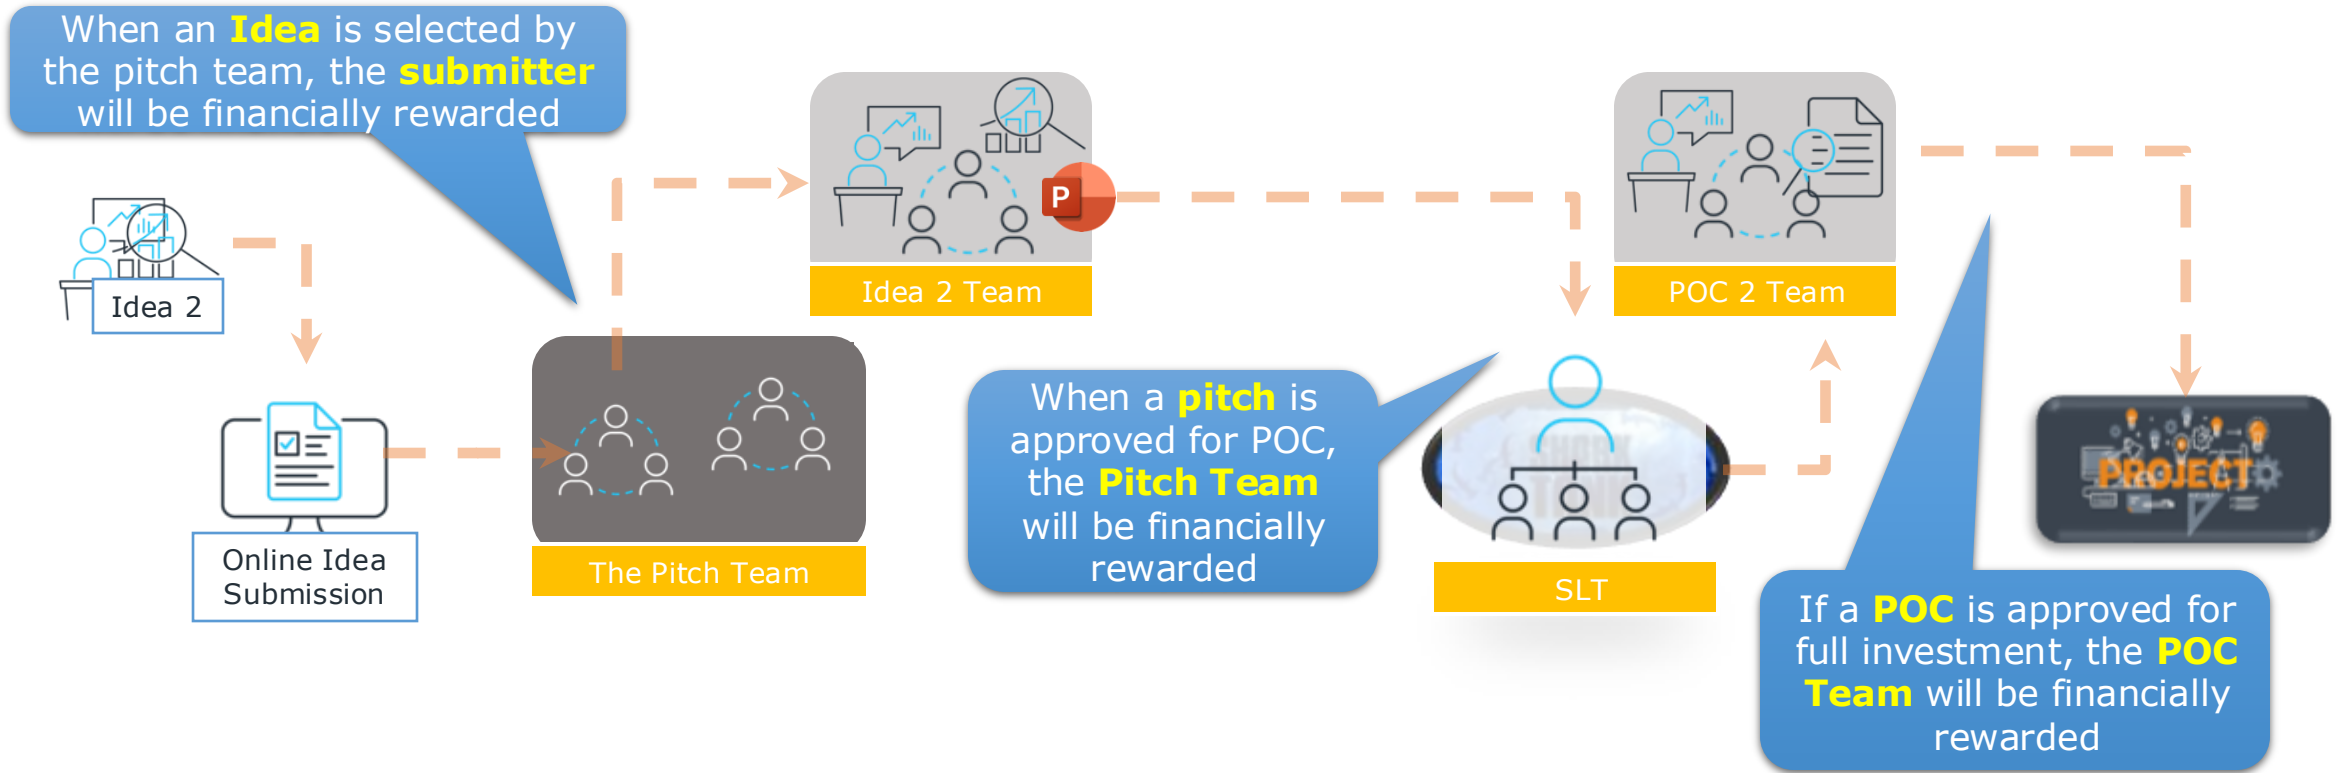 When an Idea is selected by
the pitch team, the submitter
will be financially rewarded
Idea 2
Online Idea
Submission
The Pitch Team
P
Idea 2 Team
When a pitch is
approved for POC,
the Pitch Team
will be financially
rewarded
SHARK
TANK
SLT
POC 2 Team
PROJECT
If a POC is approved for
full investment, the POC
Team will be financially
rewarded